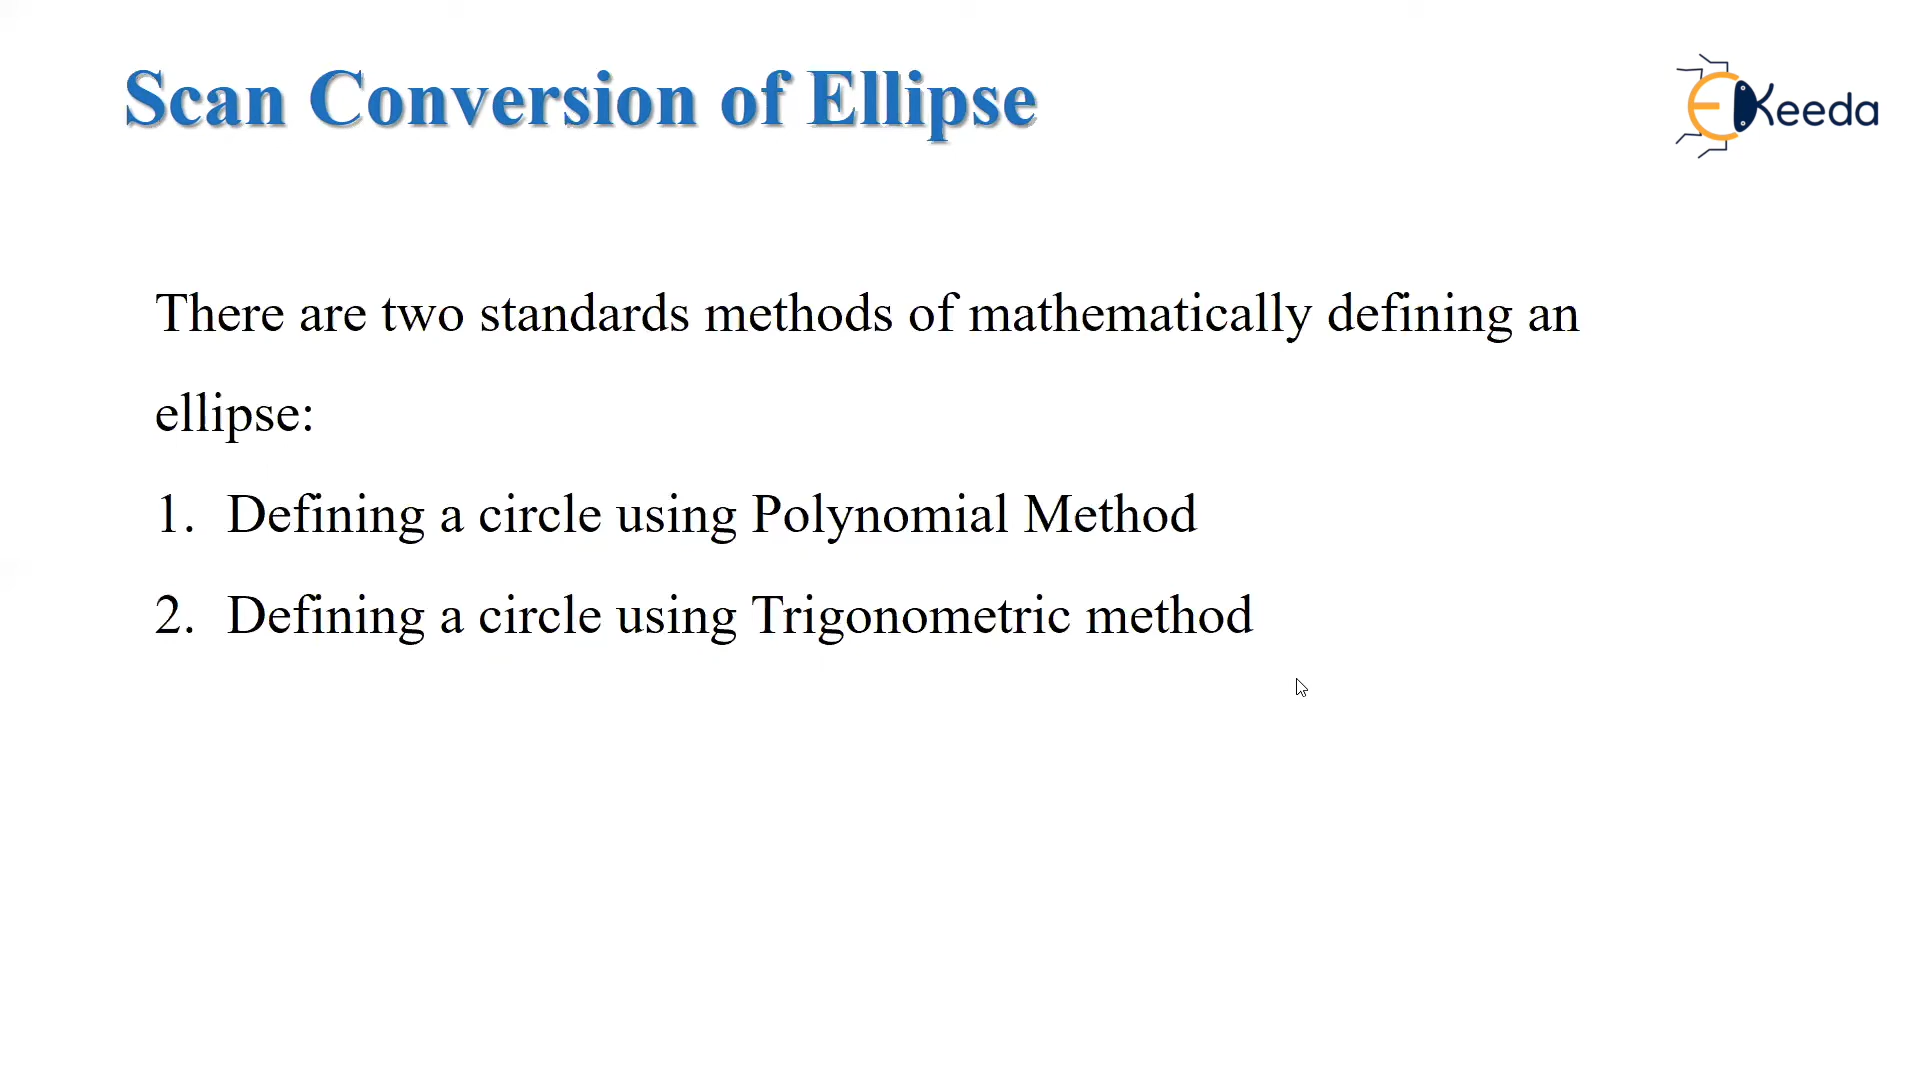 Scan Conversion of Ellipse
EKeeda
There are two standards methods of mathematically defining an
ellipse:
1. Defining a circle using Polynomial Method
2. Defining a circle using Trigonometric method